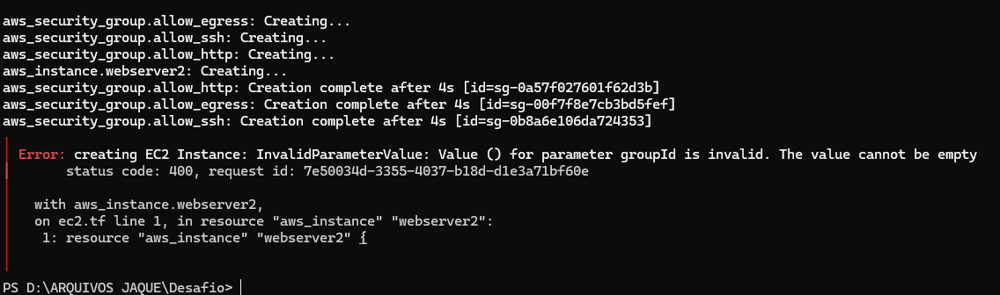 aws_security_group.allow_egress: Creating...
aws_security_group.allow_ssh: Creating...
aws_security_group.allow_http: Creating...
aws_instance.webserver2: Creating...
aws_security_group.allow_http: Creation complete after 4s [id=sg-0a57f027601f62d3b]
aws_security_group.allow_egress: Creation complete after 4s [id=sg-00f7f8e7cb3bd5fef]
aws_security_group.allow_ssh: Creation complete after 4s [id=sg-0b8a6e106da724353]
Error: creating EC2 Instance: InvalidParameterValue: Value () for parameter groupId is invalid. The value cannot be empty
status code: 400, request id: 7e50034d-3355-4037-b18d-d1e3a71bf60e
with aws_instance.webserver2,
on ec2.tf line 1, in resource "aws_instance" "webserver2":
1: resource "aws_instance" "webserver2" {
PS D:\ARQUIVOS JAQUE\Desafio>